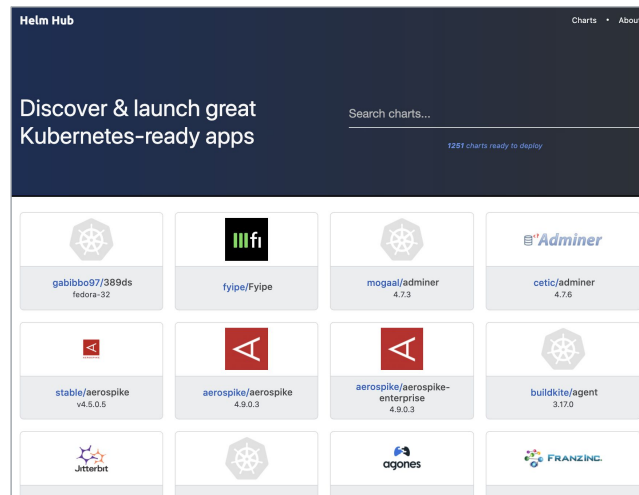 Helm Hub
Charts • About
Discover & launch great
Kubernetes-ready apps
Search charts...
1251 charts ready to deploy
fi
Adminer
gabibbo97/389ds
fedora-32
fyipe/Fyipe
mogaal/adminer
4.7.3
cetic/adminer
4.7.6
stable/aerospike
v4.5.0.5
aerospike/aerospike
4.9.0.3
aerospike/aerospike-
enterprise
4.9.0.3
buildkite/agent
3.17.0
Jitterbit
agones
FRANZINC.